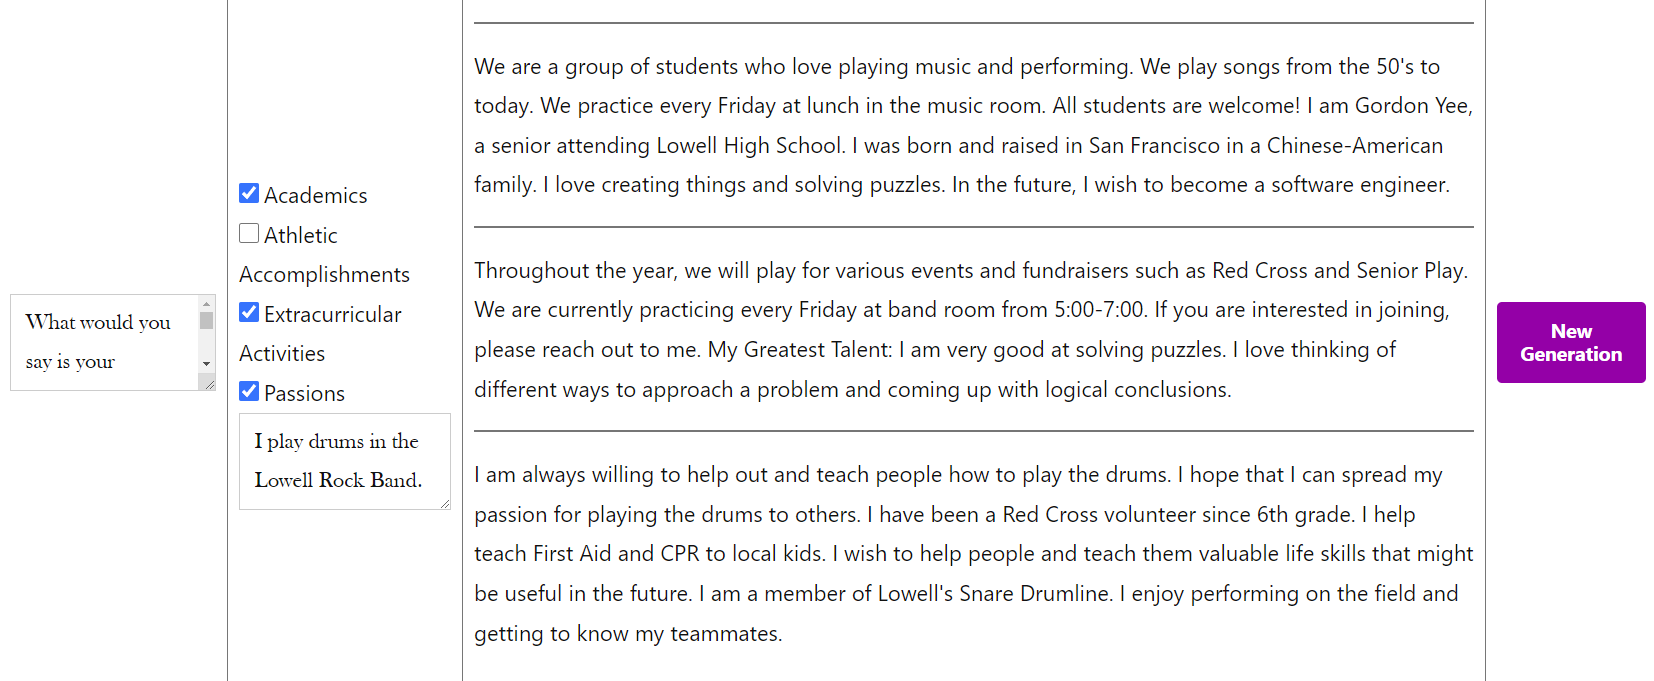 What would you
say is your
Academics
Athletic
Accomplishments
Extracurricular
Activities
Passions
I play drums in the
Lowell Rock Band.
We are a group of students who love playing music and performing. We play songs from the 50's to
today. We practice every Friday at lunch in the music room. All students are welcome! I am Gordon Yee,
a senior attending Lowell High School. I was born and raised in San Francisco in a Chinese-American
family. I love creating things and solving puzzles. In the future, I wish to become a software engineer.
Throughout the year, we will play for various events and fundraisers such as Red Cross and Senior Play.
We are currently practicing every Friday at band room from 5:00-7:00. If you are interested in joining,
please reach out to me. My Greatest Talent: I am very good at solving puzzles. I love thinking of
different ways to approach a problem and coming up with logical conclusions.
I am always willing to help out and teach people how to play the drums. I hope that I can spread my
passion for playing the drums to others. I have been a Red Cross volunteer since 6th grade. I help
teach First Aid and CPR to local kids. I wish to help people and teach them valuable life skills that might
be useful in the future. I am a member of Lowell's Snare Drumline. I enjoy performing on the field and
getting to know my teammates.
New
Generation